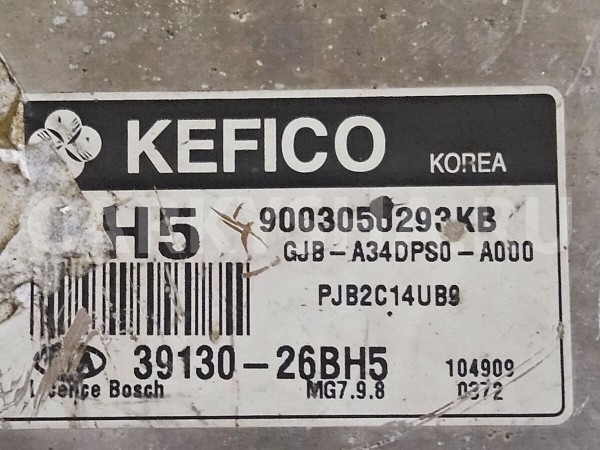 KEFICO KOREA
H5 9003050293KB
GJB-A34DPS0-A000
PJB2C14UB9
39130-26BH5 104909
Licence Bosch MG7.9.8 0372